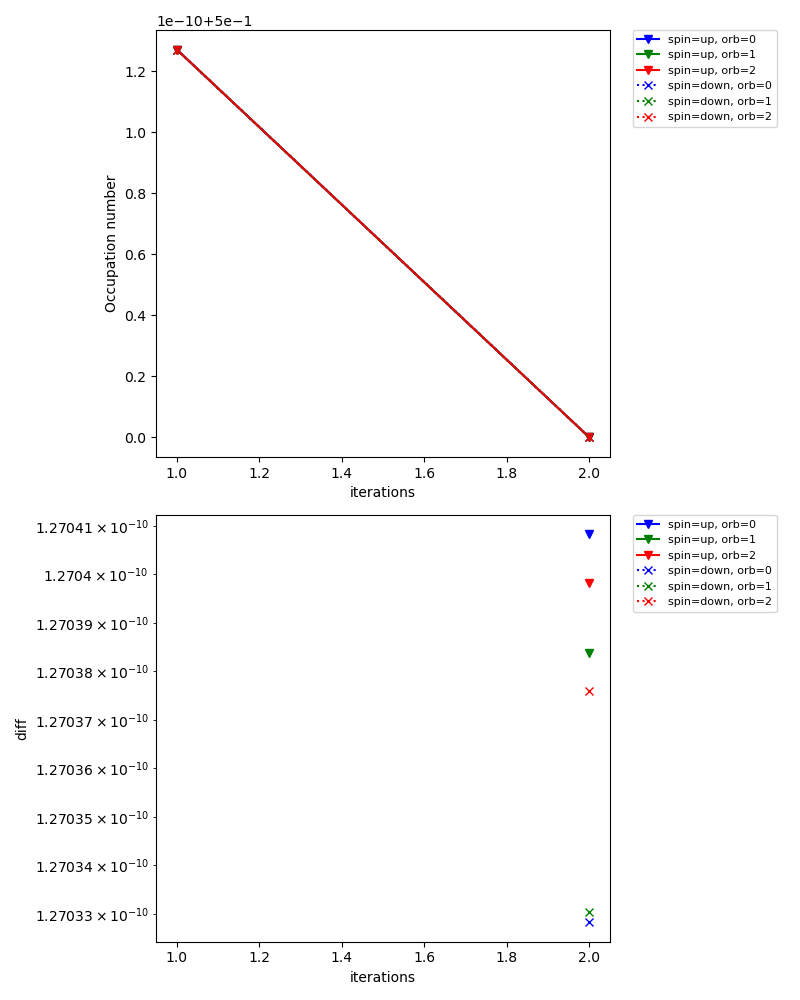 1e−10+5e−1
1.2
1.0
0.8
0.6
0.4
0.2
0.0
Occupation number
1.0 1.2 1.4 1.6 1.8 2.0
iterations
spin=up, orb=0
spin=up, orb=1
spin=up, orb=2
spin=down, orb=0
spin=down, orb=1
spin=down, orb=2
1.27041 × 10⁻¹⁰
1.2704 × 10⁻¹⁰
1.27039 × 10⁻¹⁰
1.27038 × 10⁻¹⁰
1.27037 × 10⁻¹⁰
1.27036 × 10⁻¹⁰
1.27035 × 10⁻¹⁰
1.27034 × 10⁻¹⁰
1.27033 × 10⁻¹⁰
diff
1.0 1.2 1.4 1.6 1.8 2.0
iterations
spin=up, orb=0
spin=up, orb=1
spin=up, orb=2
spin=down, orb=0
spin=down, orb=1
spin=down, orb=2